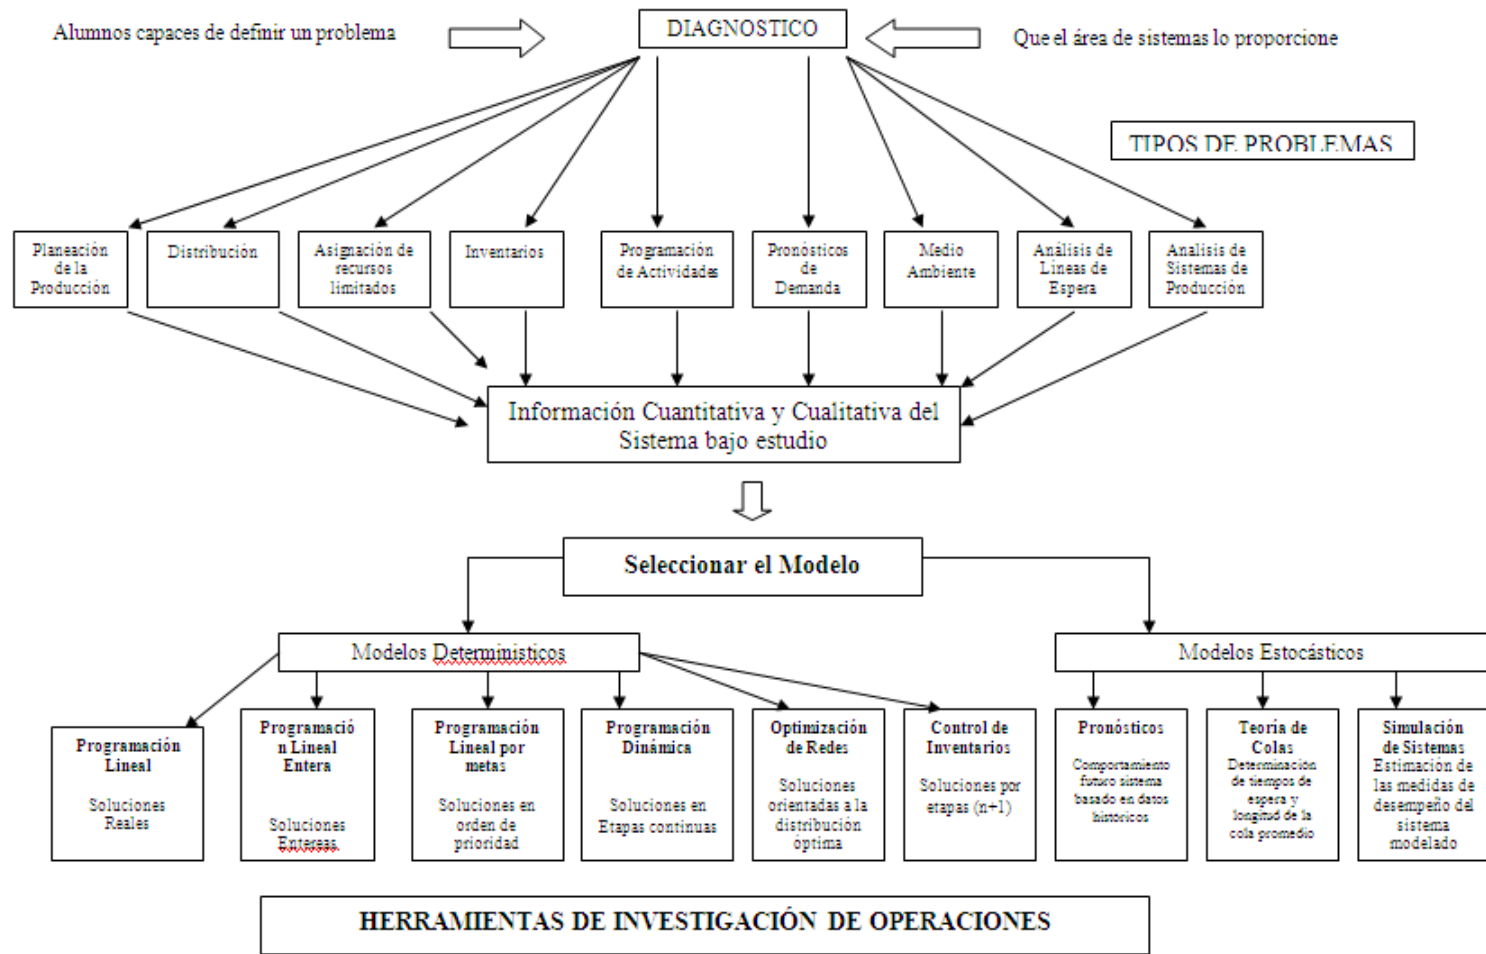 Alumnos capaces de definir un problema
DIAGNOSTICO
Que el área de sistemas lo proporcione
TIPOS DE PROBLEMAS
Planeación
de la
Producción
Distribución
Asignación de
recursos
limitados
Inventarios
Programación
de Actividades
Pronósticos
de
Demanda
Medio
Ambiente
Análisis de
Líneas de
Espera
Analisis de
Sistemas de
Producción
Información Cuantitativa y Cualitativa del
Sistema bajo estudio
Seleccionar el Modelo
Modelos Deterministicos
Modelos Estocásticos
Programación
Lineal
Soluciones
Reales
Programació
n Lineal
Entera
Soluciones
Entereas
Programación
Lineal por
metas
Soluciones en
orden de
prioridad
Programación
Dinámica
Soluciones en
Etapas continuas
Optimización
de Redes
Soluciones
orientadas a la
distribución
óptima
Control de
Inventarios
Soluciones por
etapas (n+1)
Pronósticos
Comportamiento
futuro sistema
basado en datos
históricos
Teoría de
Colas
Determinación
de tiempos de
espera y
longitud de la
cola promedio
Simulación
de Sistemas
Estimación de
las medidas de
desempeño del
sistema
modelado
HERRAMIENTAS DE INVESTIGACIÓN DE OPERACIONES